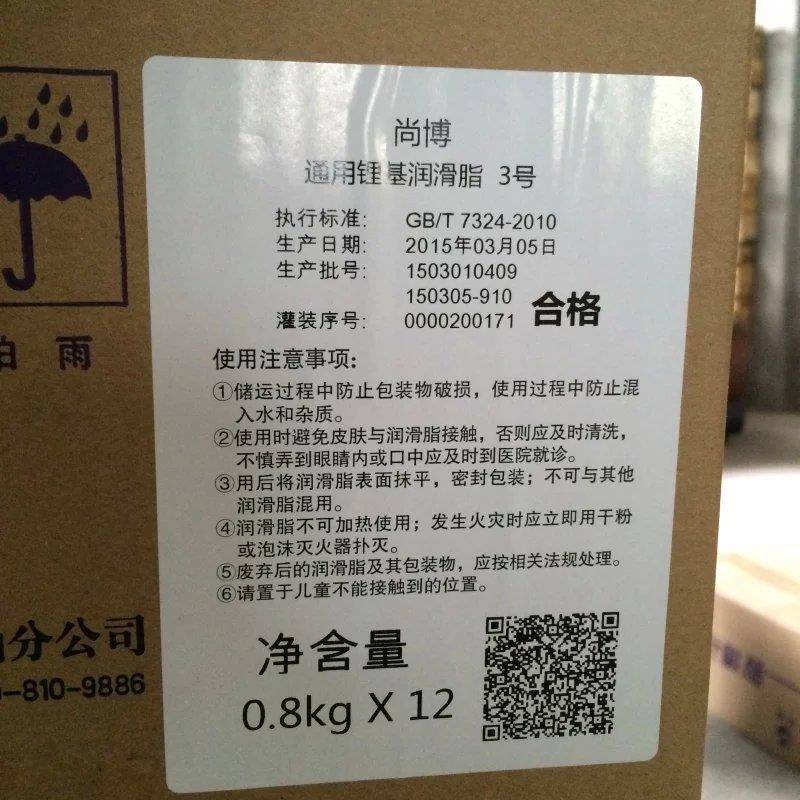 尚博
通用锂基润滑脂 3号
执行标准: GB/T 7324-2010
生产日期: 2015年03月05日
生产批号: 1503010409
150305-910
灌装序号: 0000200171
合格
使用注意事项:
①储运过程中防止包装物破损，使用过程中防止混
入水和杂质。
②使用时避免皮肤与润滑脂接触，否则应及时清洗，
不慎弄到眼睛内或口中应及时到医院就诊。
③用后将润滑脂表面抹平，密封包装；不可与其他
润滑脂混用。
④润滑脂不可加热使用；发生火灾时应立即用干粉
或泡沫灭火器扑灭。
⑤废弃后的润滑脂及其包装物，应按相关法规处理。
⑥请置于儿童不能接触到的位置。
净含量
0.8kg X 12
怕 雨
分公司
-810-9886